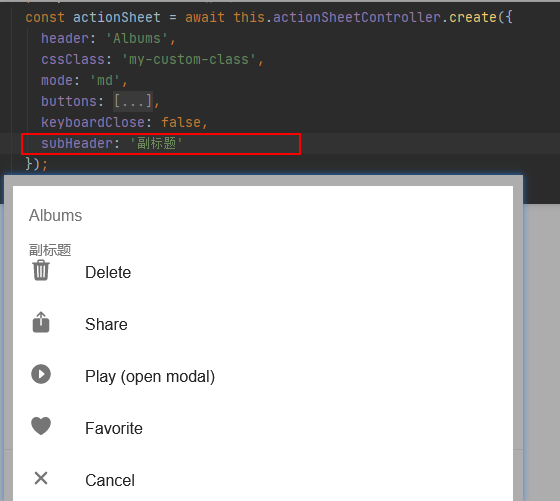 const actionSheet = await this.actionSheetController.create({
header: 'Albums',
cssClass: 'my-custom-class',
mode: 'md',
buttons: [...],
keyboardClose: false,
subHeader: '副标题'
});
Albums
副标题
Delete
Share
Play (open modal)
Favorite
Cancel